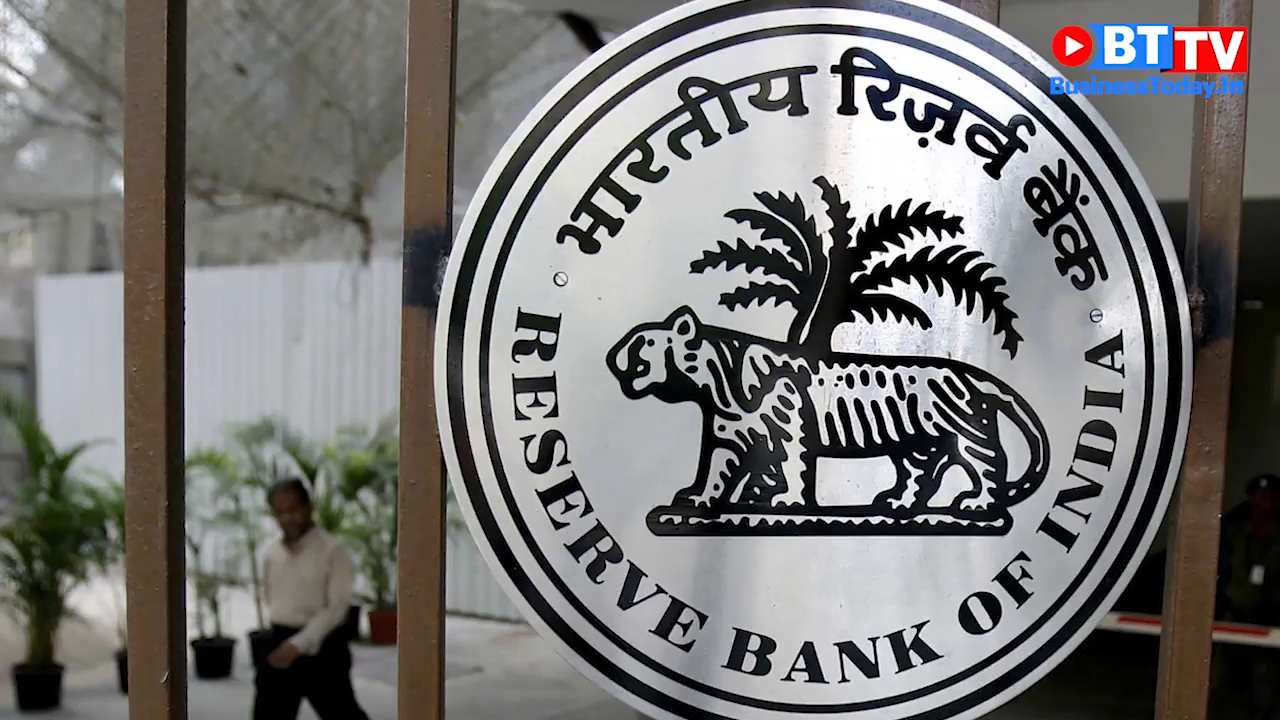 BTTV
BusinessToday.In
भारतीय रिज़र्व बैंक
RESERVE BANK OF INDIA